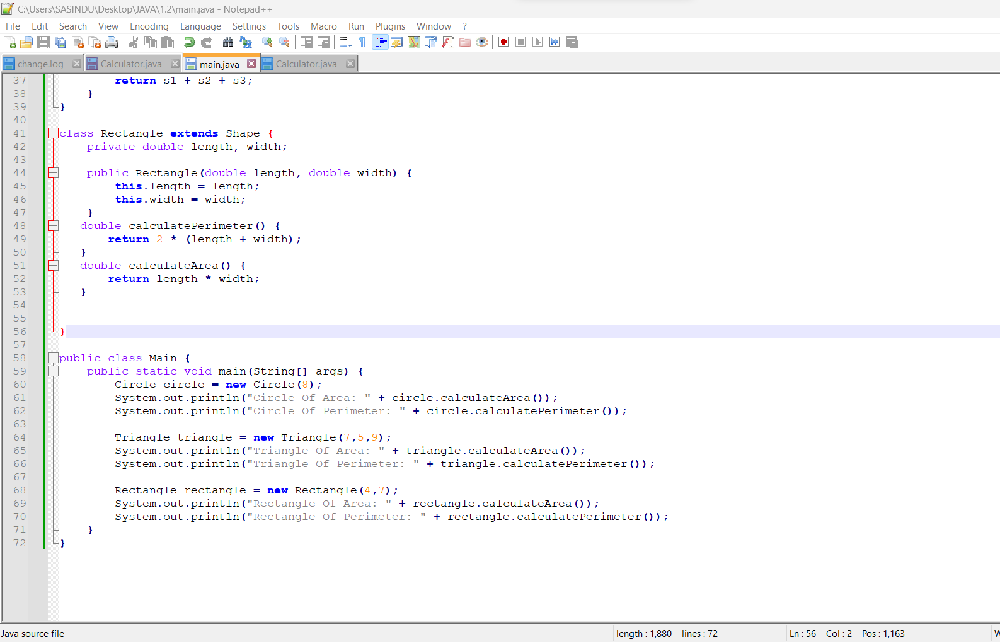 C:\Users\SASINDU\Desktop\JAVA\1.2\main.java - Notepad++
File Edit Search View Encoding Language Settings Tools Macro Run Plugins Window ?
change.log Calculator.java main.java Calculator.java
37 return s1 + s2 + s3;
38 }
39 }
40
41 class Rectangle extends Shape {
42 private double length, width;
43
44 public Rectangle(double length, double width) {
45 this.length = length;
46 this.width = width;
47 }
48 double calculatePerimeter() {
49 return 2 * (length + width);
50 }
51 double calculateArea() {
52 return length * width;
53 }
54
55
56 }
57
58 public class Main {
59 public static void main(String[] args) {
60 Circle circle = new Circle(8);
61 System.out.println("Circle Of Area: " + circle.calculateArea());
62 System.out.println("Circle Of Perimeter: " + circle.calculatePerimeter());
63
64 Triangle triangle = new Triangle(7,5,9);
65 System.out.println("Triangle Of Area: " + triangle.calculateArea());
66 System.out.println("Triangle Of Perimeter: " + triangle.calculatePerimeter());
67
68 Rectangle rectangle = new Rectangle(4,7);
69 System.out.println("Rectangle Of Area: " + rectangle.calculateArea());
70 System.out.println("Rectangle Of Perimeter: " + rectangle.calculatePerimeter());
71 }
72 }
Java source file length : 1,880 lines : 72 Ln : 56 Col : 2 Pos : 1,163